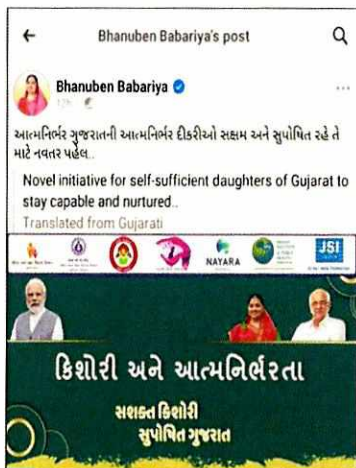 Bhanuben Babariya's post
Bhanuben Babariya
આત્મનિર્ભર ગુજરાતની આત્મનિર્ભર દીકરીઓ સક્ષમ અને સુપોષિત રહે તે
માટે નવતર પહેલ..
Novel initiative for self-sufficient daughters of Gujarat to
stay capable and nurtured..
Translated from Gujarati
NAYARA
JSI
કિશોરી અને આત્મનિર્ભરતા
સશક્ત કિશોરી
સુપોષિત ગુજરાત